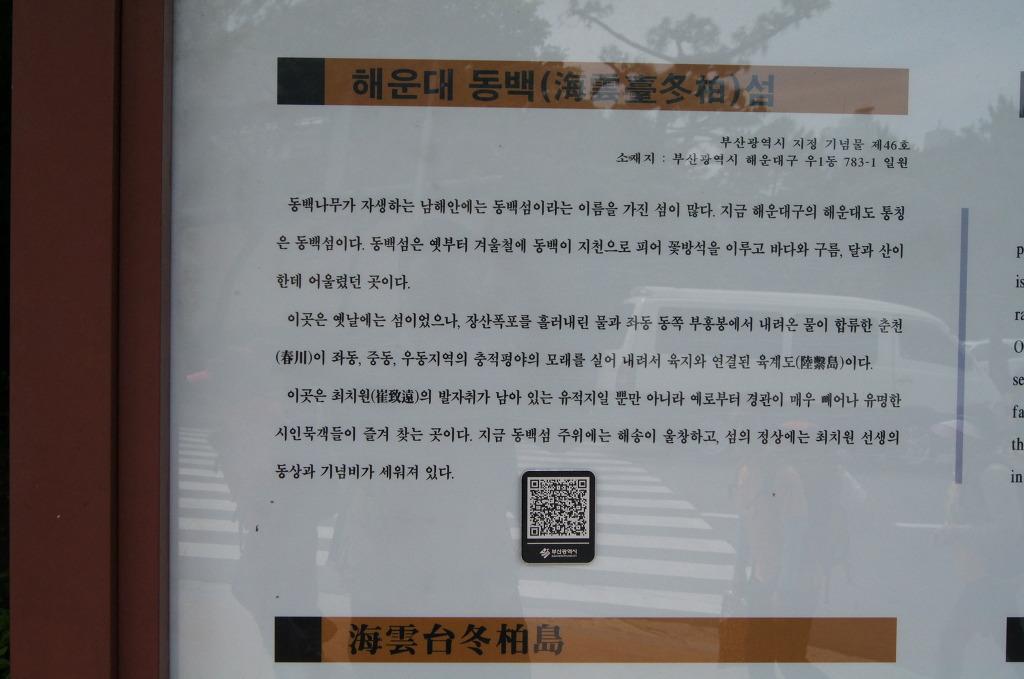 해운대 동백(海雲臺冬柏)섬
부산광역시 지정 기념물 제46호
소재지 : 부산광역시 해운대구 우1동 783-1 일원
동백나무가 자생하는 남해안에는 동백섬이라는 이름을 가진 섬이 많다. 지금 해운대구의 해운대도 통칭
은 동백섬이다. 동백섬은 옛부터 겨울철에 동백이 지천으로 피어 꽃방석을 이루고 바다와 구름, 달과 산이
한데 어울렸던 곳이다.
이곳은 옛날에는 섬이었으나, 장산폭포를 흘러내린 물과 좌동 동쪽 부흥봉에서 내려온 물이 합류한 춘천
(春川)이 좌동, 중동, 우동지역의 충적평야의 모래를 실어 내려서 육지와 연결된 육계도(陸繫島)이다.
이곳은 최치원(崔致遠)의 발자취가 남아 있는 유적지일 뿐만 아니라 예로부터 경관이 매우 빼어나 유명한
시인묵객들이 즐겨 찾는 곳이다. 지금 동백섬 주위에는 해송이 울창하고, 섬의 정상에는 최치원 선생의
동상과 기념비가 세워져 있다.
부산광역시
海雲台冬柏島
p
is
ra
O
se
fa
th
in